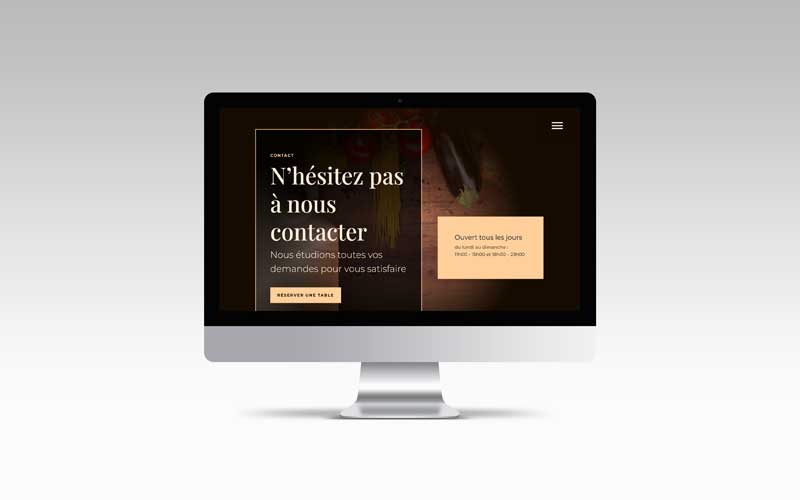 CONTACT
N'hésitez pas
à nous
contacter
Nous étudions toutes vos
demandes pour vous satisfaire
RÉSERVER UNE TABLE
Ouvert tous les jours
du lundi au dimanche :
11h00 - 15h00 et 18h00 - 23h00